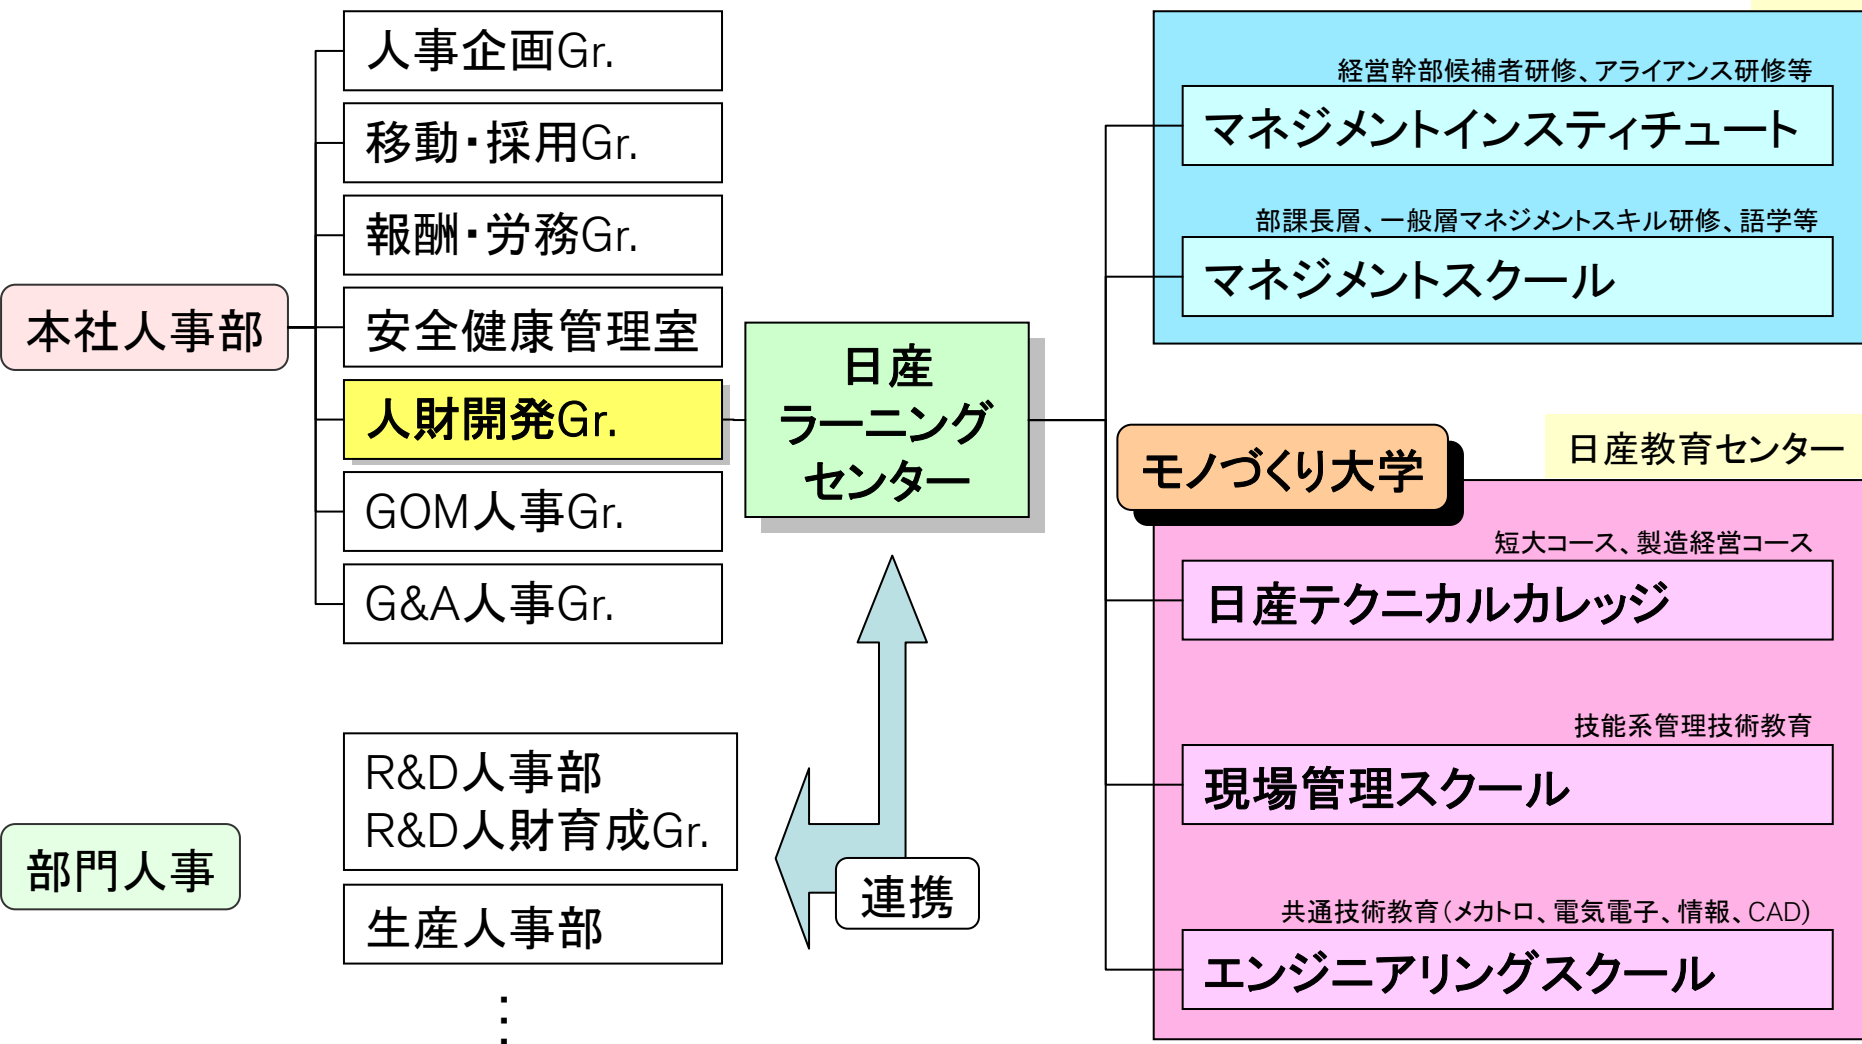 本社人事部
人事企画Gr.
移動・採用Gr.
報酬・労務Gr.
安全健康管理室
人財開発Gr.
GOM人事Gr.
G&A人事Gr.
部門人事
R&D人事部
R&D人財育成Gr.
生産人事部
⋮
日産
ラーニング
センター
連携
経営幹部候補者研修、アライアンス研修等
マネジメントインスティチュート
部課長層、一般層マネジメントスキル研修、語学等
マネジメントスクール
モノづくり大学
日産教育センター
短大コース、製造経営コース
日産テクニカルカレッジ
技能系管理技術教育
現場管理スクール
共通技術教育（メカトロ、電気電子、情報、CAD）
エンジニアリングスクール